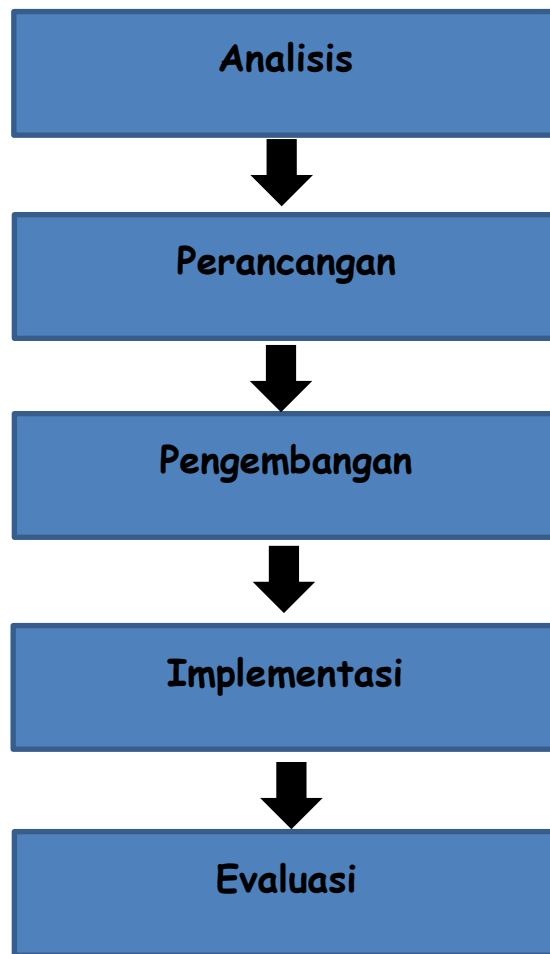 Analisis
Perancangan
Pengembangan
Implementasi
Evaluasi